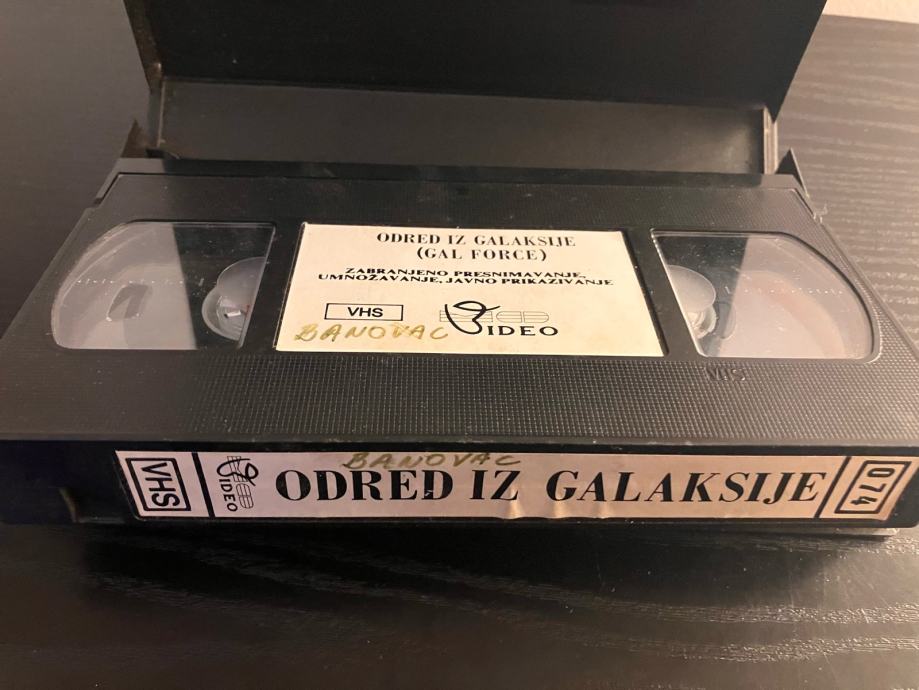 ODRED IZ GALAKSIJE
(GAL FORCE)
ZABRANJENO PRESNIMAVANJE,
UMNOŽAVANJE, JAVNO PRIKAZIVANJE
VHS
VIDEO
BANOVAC
VHS
BANOVAC
VHS
VIDEO
ODRED IZ GALAKSIJE
074